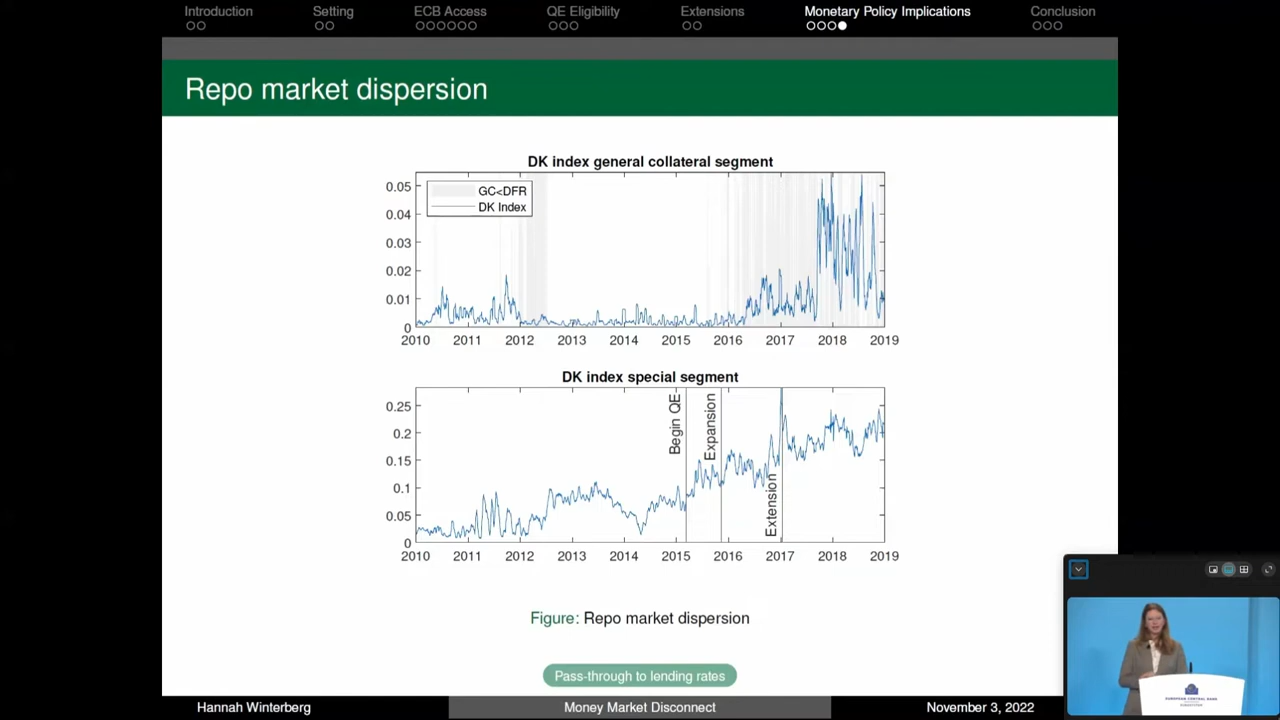 Introduction Setting ECB Access QE Eligibility Extensions Monetary Policy Implications Conclusion
Repo market dispersion
DK index general collateral segment
GC<DFR
DK Index
0.05
0.04
0.03
0.02
0.01
0
2010 2011 2012 2013 2014 2015 2016 2017 2018 2019
DK index special segment
Begin QE
Expansion
Extension
0.25
0.2
0.15
0.1
0.05
0
2010 2011 2012 2013 2014 2015 2016 2017 2018 2019
Figure: Repo market dispersion
Pass-through to lending rates
Hannah Winterberg Money Market Disconnect November 3, 2022
EUROPEAN CENTRAL BANK
EUROSYSTEM